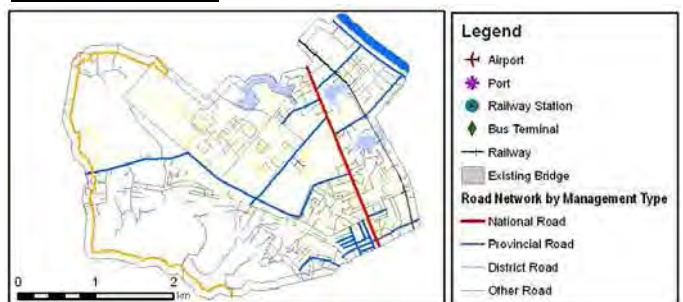 0 1 2
km
Legend
Airport
Port
Railway Station
Bus Terminal
Railway
Existing Bridge
Road Network by Management Type
National Road
Provincial Road
District Road
Other Road